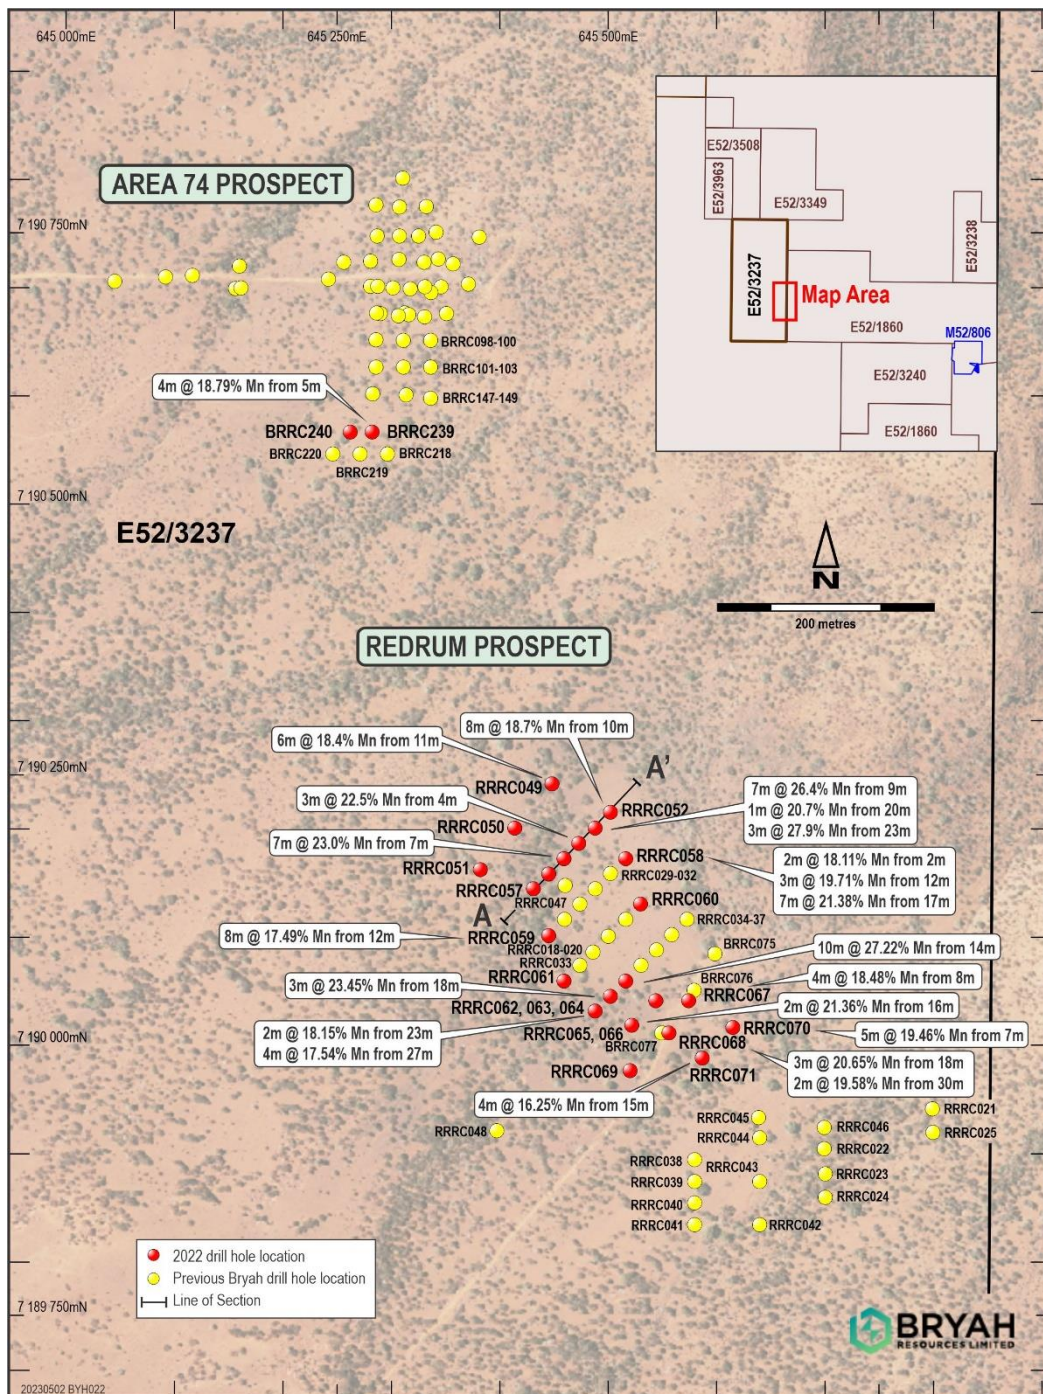 645 000mE
645 250mE
645 500mE
E52/3508
E52/3963
E52/3349
E52/3238
E52/3237
Map Area
E52/1860
M52/806
E52/3240
E52/1860
AREA 74 PROSPECT
7 190 750mN
BRRC098-100
BRRC101-103
4m @ 18.79% Mn from 5m
BRRC147-149
BRRC240
BRRC239
BRRC220
BRRC218
BRRC219
7 190 500mN
E52/3237
N
200 metres
REDRUM PROSPECT
8m @ 18.7% Mn from 10m
6m @ 18.4% Mn from 11m
7 190 250mN
A'
RRRC049
3m @ 22.5% Mn from 4m
RRRC052
7m @ 26.4% Mn from 9m
1m @ 20.7% Mn from 20m
3m @ 27.9% Mn from 23m
RRRC050
7m @ 23.0% Mn from 7m
RRRC058
RRRC051
RRRC029-032
2m @ 18.11% Mn from 2m
3m @ 19.71% Mn from 12m
7m @ 21.38% Mn from 17m
RRRC057
RRRC047
RRRC060
A
RRRC034-37
8m @ 17.49% Mn from 12m
RRRC059
RRRC018-020
BRRC075
10m @ 27.22% Mn from 14m
RRRC033
RRRC061
BRRC076
4m @ 18.48% Mn from 8m
3m @ 23.45% Mn from 18m
RRRC067
RRRC062, 063, 064
2m @ 21.36% Mn from 16m
2m @ 18.15% Mn from 23m
4m @ 17.54% Mn from 27m
RRRC065, 066
RRRC070
7 190 000mN
BRRC077
RRRC068
5m @ 19.46% Mn from 7m
3m @ 20.65% Mn from 18m
2m @ 19.58% Mn from 30m
RRRC069
RRRC071
4m @ 16.25% Mn from 15m
RRRC048
RRRC045
RRRC021
RRRC044
RRRC046
RRRC025
RRRC022
RRRC038
RRRC043
RRRC039
RRRC023
RRRC040
RRRC024
RRRC041
RRRC042
2022 drill hole location
Previous Bryah drill hole location
Line of Section
7 189 750mN
BRYAH
RESOURCES LIMITED
20230502 BYH022